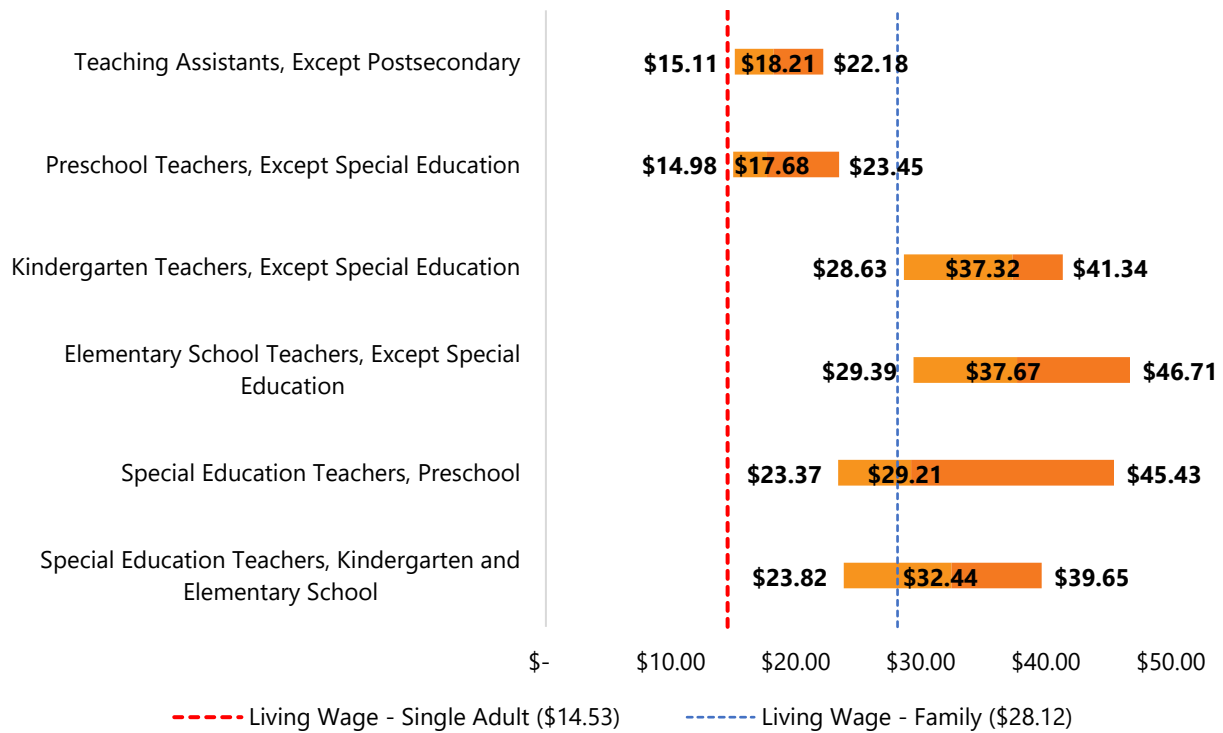 Teaching Assistants, Except Postsecondary
$15.11 $18.21 $22.18
Preschool Teachers, Except Special Education
$14.98 $17.68 $23.45
Kindergarten Teachers, Except Special Education
$28.63 $37.32 $41.34
Elementary School Teachers, Except Special
Education
$29.39 $37.67 $46.71
Special Education Teachers, Preschool
$23.37 $29.21 $45.43
Special Education Teachers, Kindergarten and
Elementary School
$23.82 $32.44 $39.65
$- $10.00 $20.00 $30.00 $40.00 $50.00
Living Wage - Single Adult ($14.53) Living Wage - Family ($28.12)